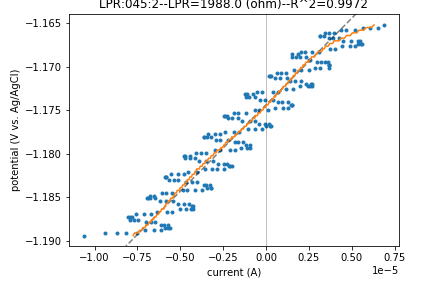 LPR:045:2--LPR=1988.0 (ohm)--R^2=0.9972
potential (V vs. Ag/AgCl)
−1.165
−1.170
−1.175
−1.180
−1.185
−1.190
−1.00 −0.75 −0.50 −0.25 0.00 0.25 0.50 0.75
1e−5
current (A)